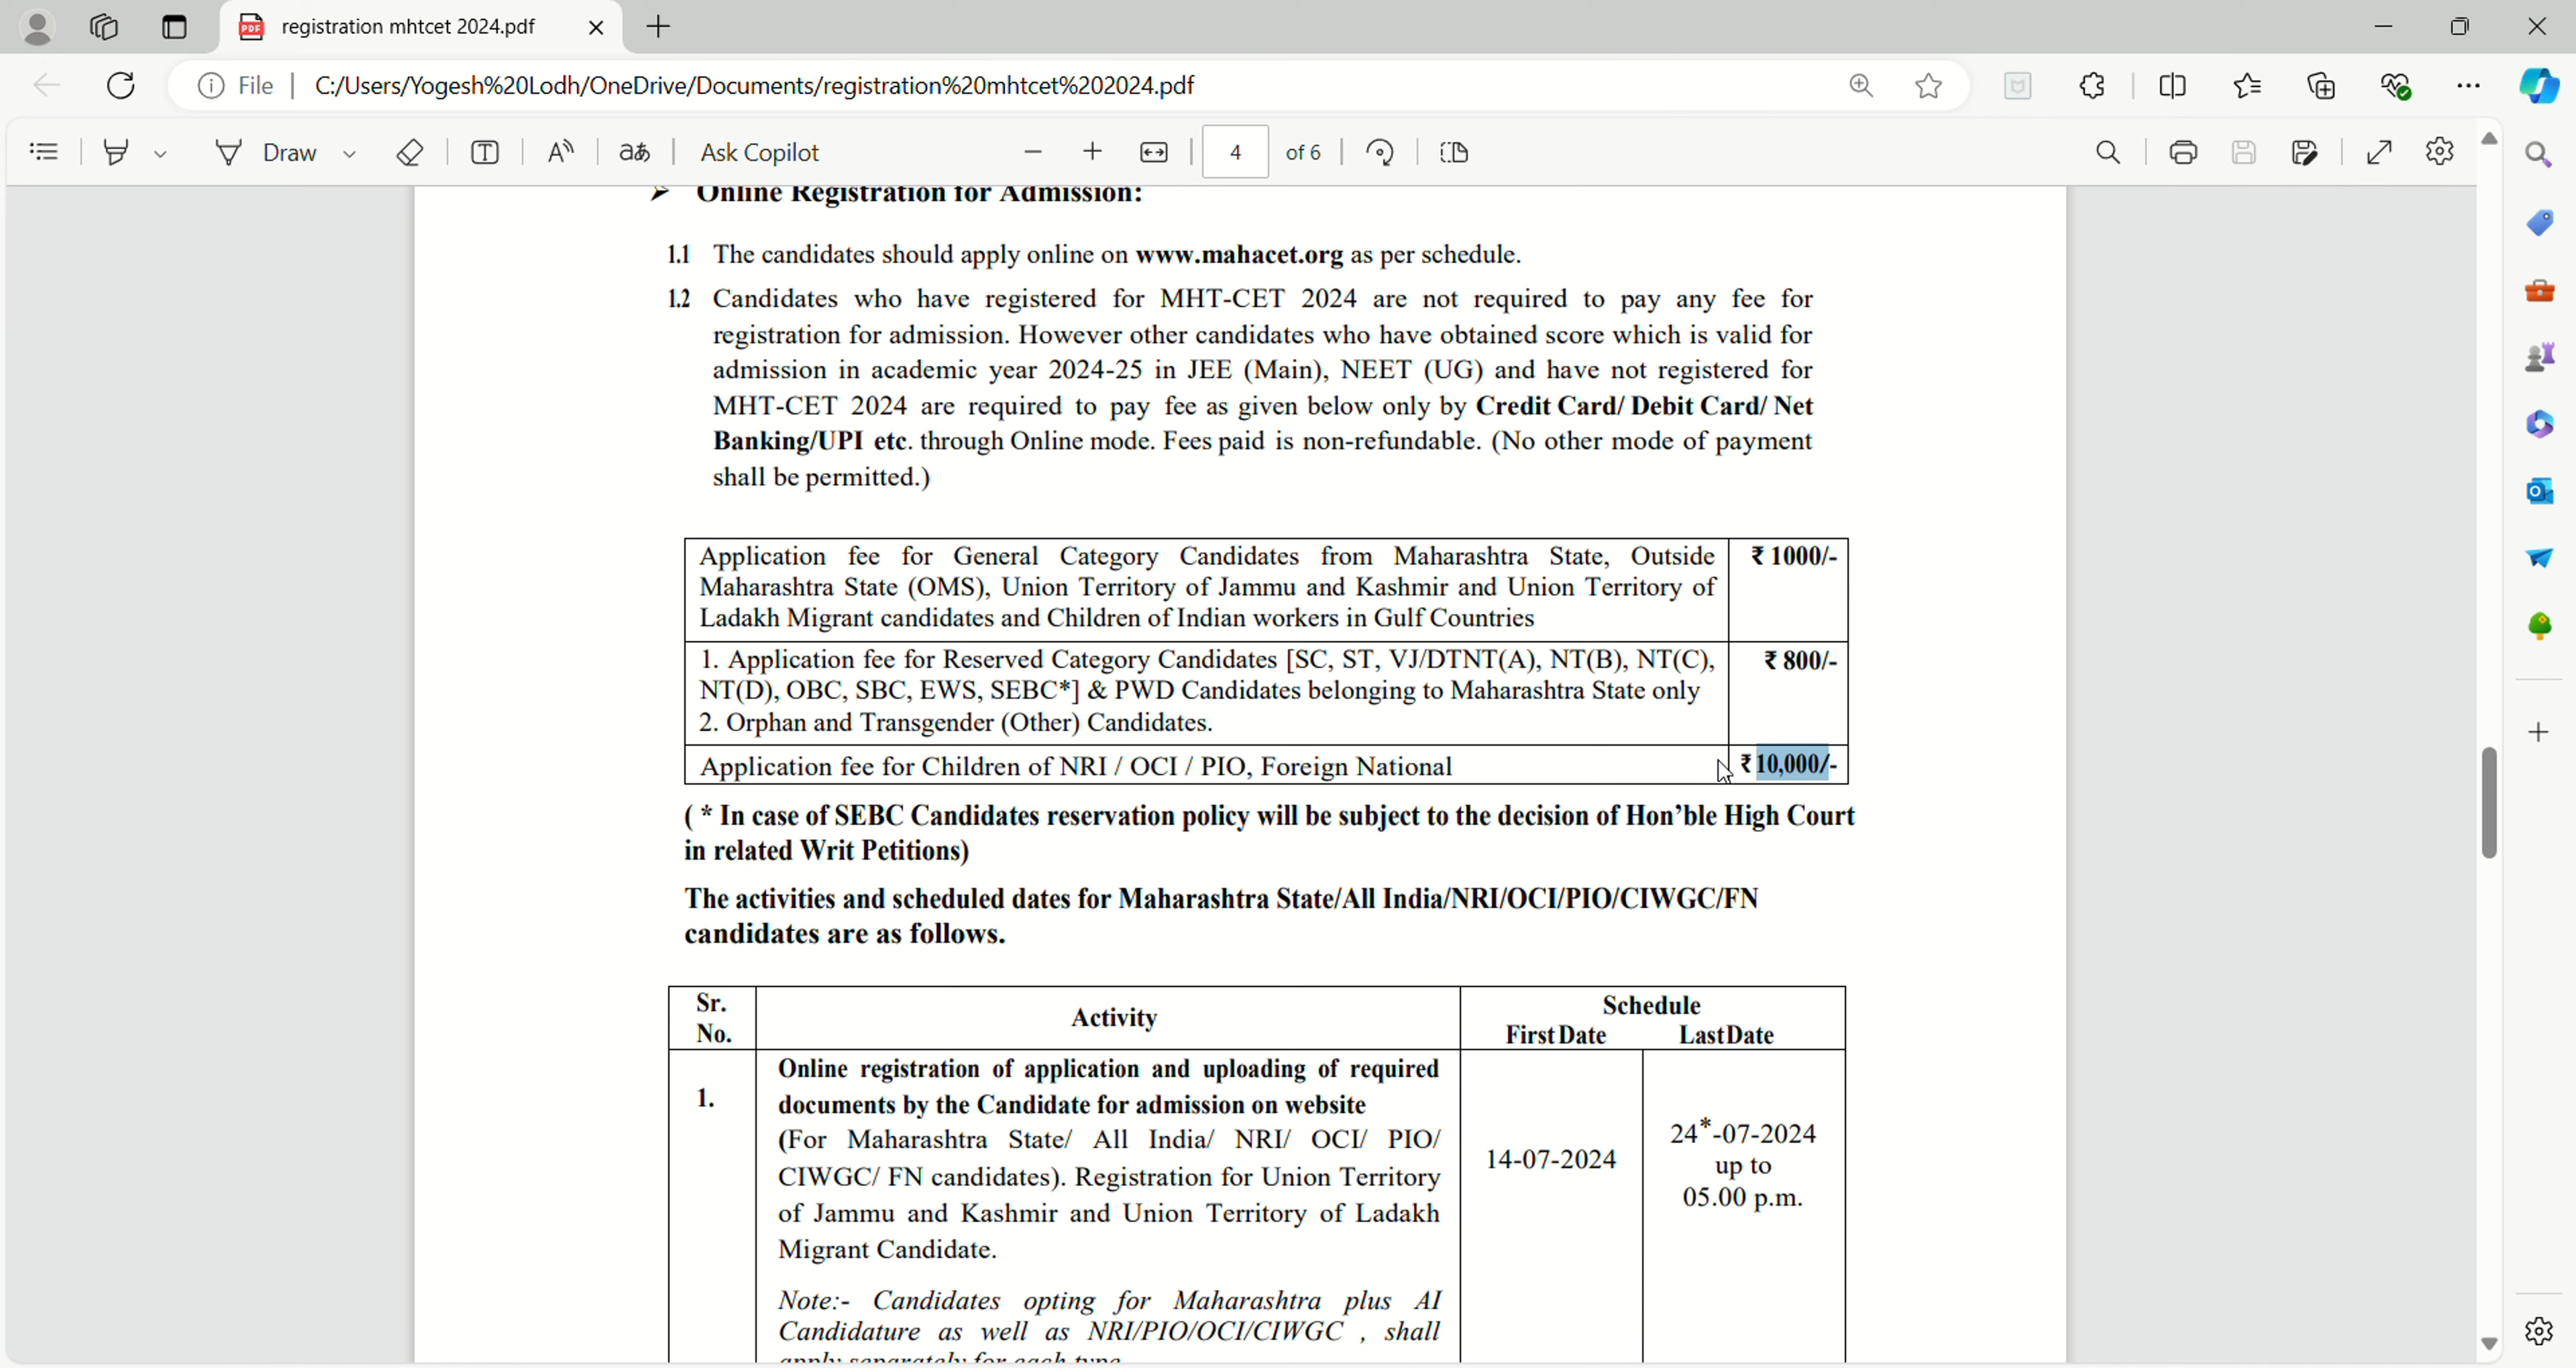 registration mhtcet 2024.pdf
File
C:/Users/Yogesh%20Lodh/OneDrive/Documents/registration%20mhtcet%202024.pdf
Draw
Ask Copilot
4
of 6
➢ Online Registration for Admission:
1.1 The candidates should apply online on www.mahacet.org as per schedule.
1.2 Candidates who have registered for MHT-CET 2024 are not required to pay any fee for
registration for admission. However other candidates who have obtained score which is valid for
admission in academic year 2024-25 in JEE (Main), NEET (UG) and have not registered for
MHT-CET 2024 are required to pay fee as given below only by Credit Card/ Debit Card/ Net
Banking/UPI etc. through Online mode. Fees paid is non-refundable. (No other mode of payment
shall be permitted.)
Application fee for General Category Candidates from Maharashtra State, Outside ₹ 1000/-
Maharashtra State (OMS), Union Territory of Jammu and Kashmir and Union Territory of
Ladakh Migrant candidates and Children of Indian workers in Gulf Countries
1. Application fee for Reserved Category Candidates [SC, ST, VJ/DTNT(A), NT(B), NT(C), ₹ 800/-
NT(D), OBC, SBC, EWS, SEBC*] & PWD Candidates belonging to Maharashtra State only
2. Orphan and Transgender (Other) Candidates.
Application fee for Children of NRI / OCI / PIO, Foreign National ₹ 10,000/-
( * In case of SEBC Candidates reservation policy will be subject to the decision of Hon’ble High Court
in related Writ Petitions)
The activities and scheduled dates for Maharashtra State/All India/NRI/OCI/PIO/CIWGC/FN
candidates are as follows.
Sr.
No.
Activity
Schedule
First Date LastDate
1.
Online registration of application and uploading of required
documents by the Candidate for admission on website
(For Maharashtra State/ All India/ NRI/ OCI/ PIO/
CIWGC/ FN candidates). Registration for Union Territory
of Jammu and Kashmir and Union Territory of Ladakh
Migrant Candidate.
Note:- Candidates opting for Maharashtra plus AI
Candidature as well as NRI/PIO/OCI/CIWGC , shall
apply separately for each type
14-07-2024
24*-07-2024
up to
05.00 p.m.